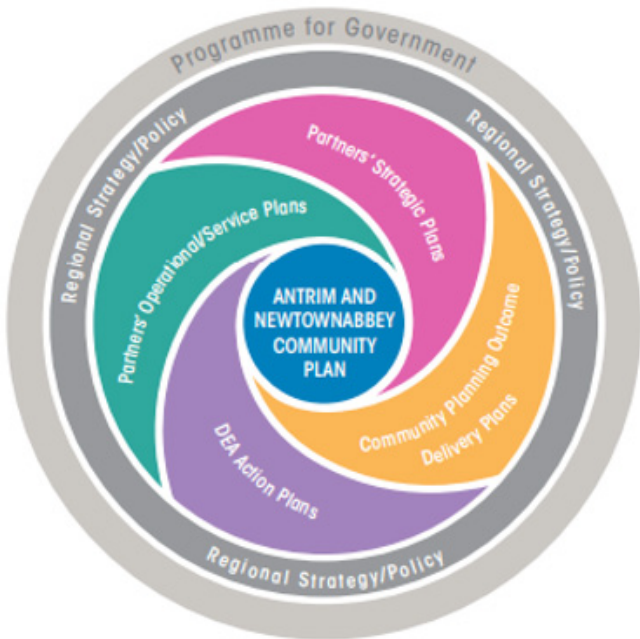 Programme for Government
Regional Strategy/Policy
Regional Strategy/Policy
Partners' Strategic Plans
Partners' Operational/Service Plans
ANTRIM AND
NEWTOWNABBEY
COMMUNITY
PLAN
Community Planning Outcome
Delivery Plans
DEA Action Plans
Regional Strategy/Policy